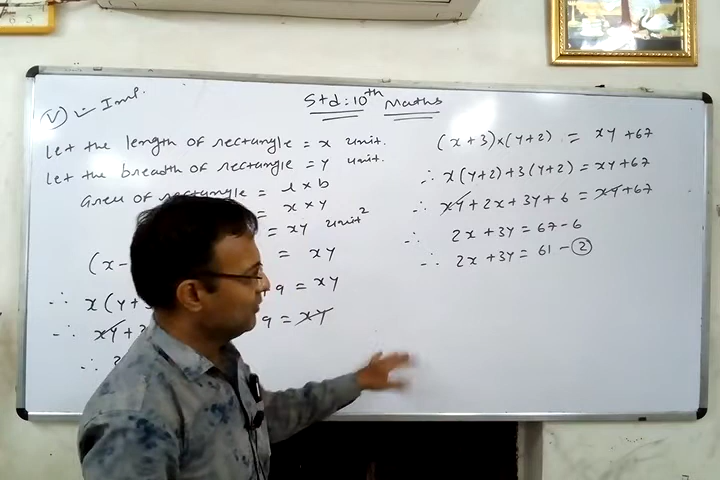 Std: 10th Maths
(V) Imp.
Let the length of rectangle = x unit.
Let the breadth of rectangle = y unit.
Area of rectangle = l x b
= x x y
= xy unit²
(x- = xy
∴ x(y+3 +9 = xy
∴ xy+3 9 = xy
∴
(x+3)x(y+2) = xy+67
∴ x(y+2)+3(y+2) = xy+67
∴ xy+2x+3y+6 = xy+67
∴ 2x+3y = 67-6
∴ 2x+3y = 61 - (2)